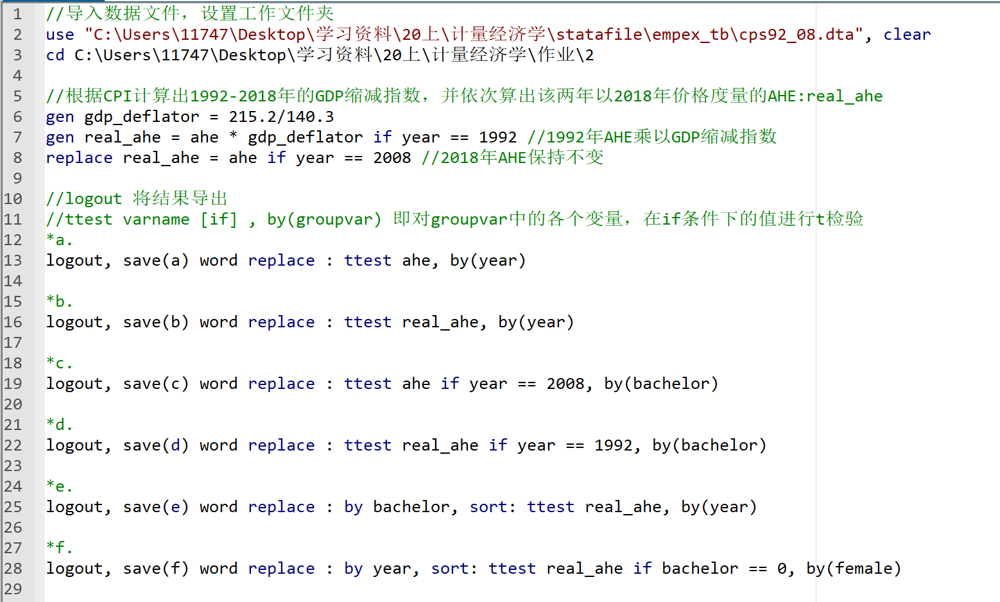 1 //导入数据文件，设置工作文件夹
2 use "C:\Users\11747\Desktop\学习资料\20上\计量经济学\statafile\empex_tb\cps92_08.dta", clear
3 cd C:\Users\11747\Desktop\学习资料\20上\计量经济学\作业\2
4
5 //根据CPI计算出1992-2018年的GDP缩减指数，并依次算出该两年以2018年价格度量的AHE:real_ahe
6 gen gdp_deflator = 215.2/140.3
7 gen real_ahe = ahe * gdp_deflator if year == 1992 //1992年AHE乘以GDP缩减指数
8 replace real_ahe = ahe if year == 2008 //2018年AHE保持不变
9
10 //logout 将结果导出
11 //ttest varname [if] , by(groupvar) 即对groupvar中的各个变量，在if条件下的值进行t检验
12 *a.
13 logout, save(a) word replace : ttest ahe, by(year)
14
15 *b.
16 logout, save(b) word replace : ttest real_ahe, by(year)
17
18 *c.
19 logout, save(c) word replace : ttest ahe if year == 2008, by(bachelor)
20
21 *d.
22 logout, save(d) word replace : ttest real_ahe if year == 1992, by(bachelor)
23
24 *e.
25 logout, save(e) word replace : by bachelor, sort: ttest real_ahe, by(year)
26
27 *f.
28 logout, save(f) word replace : by year, sort: ttest real_ahe if bachelor == 0, by(female)
29